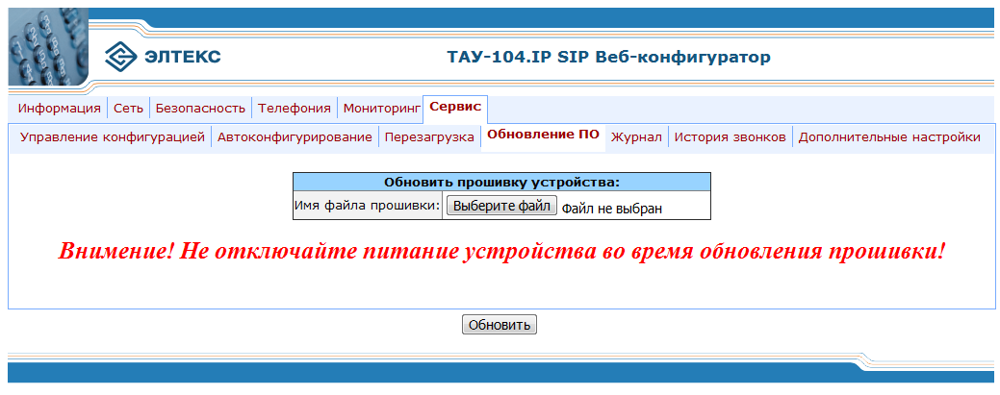 ЭЛТЕКС
ТАУ-104.IP SIP Веб-конфигуратор
Информация Сеть Безопасность Телефония Мониторинг Сервис
Управление конфигурацией Автоконфигурирование Перезагрузка Обновление ПО Журнал История звонков Дополнительные настройки
Обновить прошивку устройства:
Имя файла прошивки: Выберите файл Файл не выбран
Внимение! Не отключайте питание устройства во время обновления прошивки!
Обновить